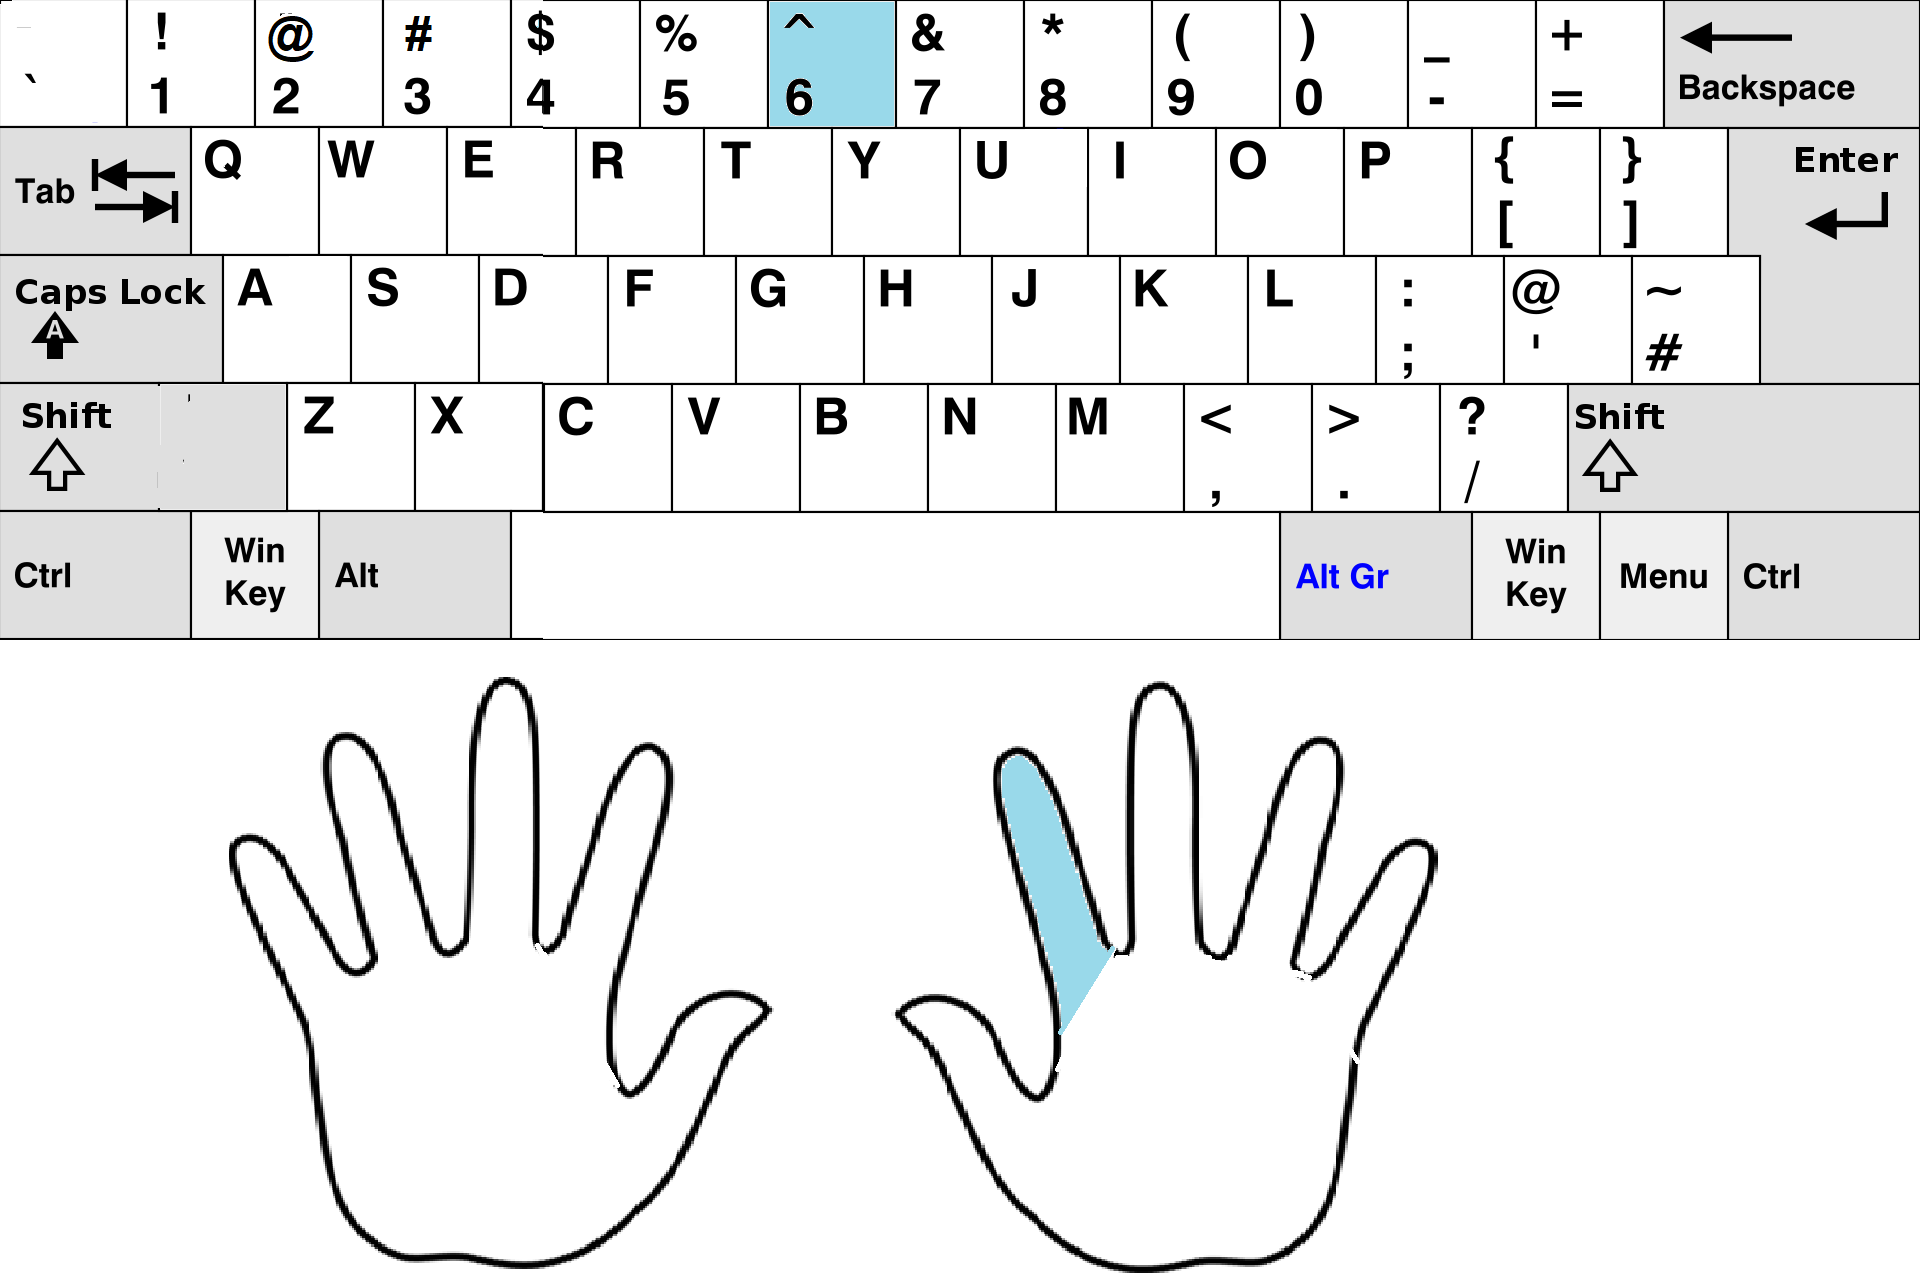 ! @ # $ % ^ & * ( ) _ +
` 1 2 3 4 5 6 7 8 9 0 - = Backspace
Tab Q W E R T Y U I O P { } Enter
[ ]
Caps Lock A S D F G H J K L : @ ~
A ; ' #
Shift Z X C V B N M < > ? Shift
, . /
Ctrl Win Key Alt Alt Gr Win Key Menu Ctrl